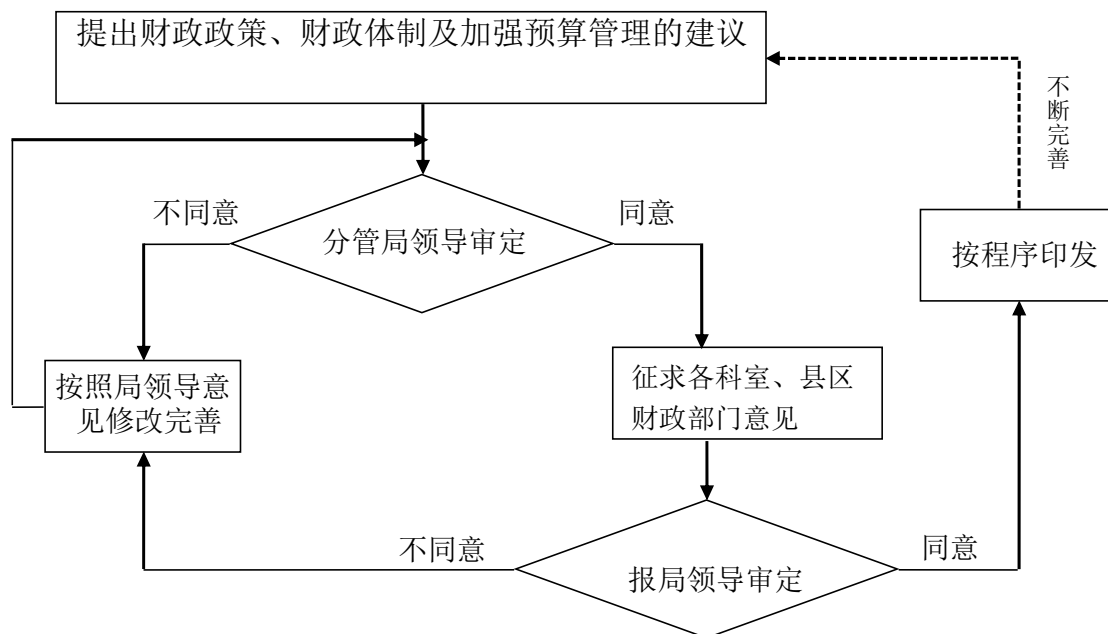 提出财政政策、财政体制及加强预算管理的建议
不断完善
不同意
同意
分管局领导审定
按程序印发
按照局领导意
见修改完善
征求各科室、县区
财政部门意见
不同意
同意
报局领导审定